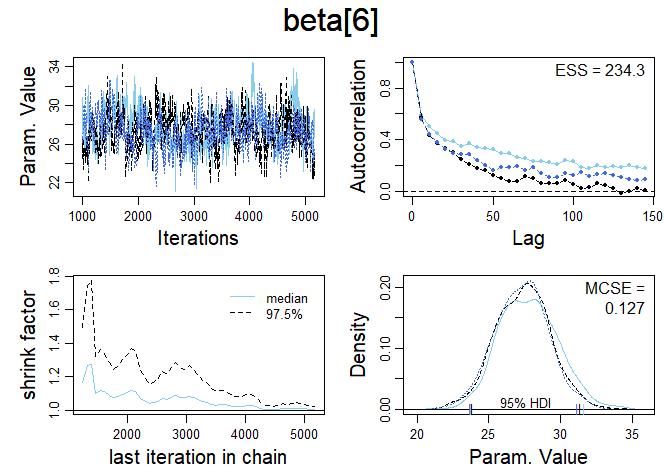 beta[6]
Param. Value
22
26
30
34
1000
2000
3000
4000
5000
Iterations
Autocorrelation
0.0
0.4
0.8
ESS = 234.3
0
50
100
150
Lag
shrink factor
1.0
1.2
1.4
1.6
1.8
median
97.5%
2000
3000
4000
5000
last iteration in chain
Density
0.00
0.10
0.20
MCSE =
0.127
95% HDI
20
25
30
35
Param. Value